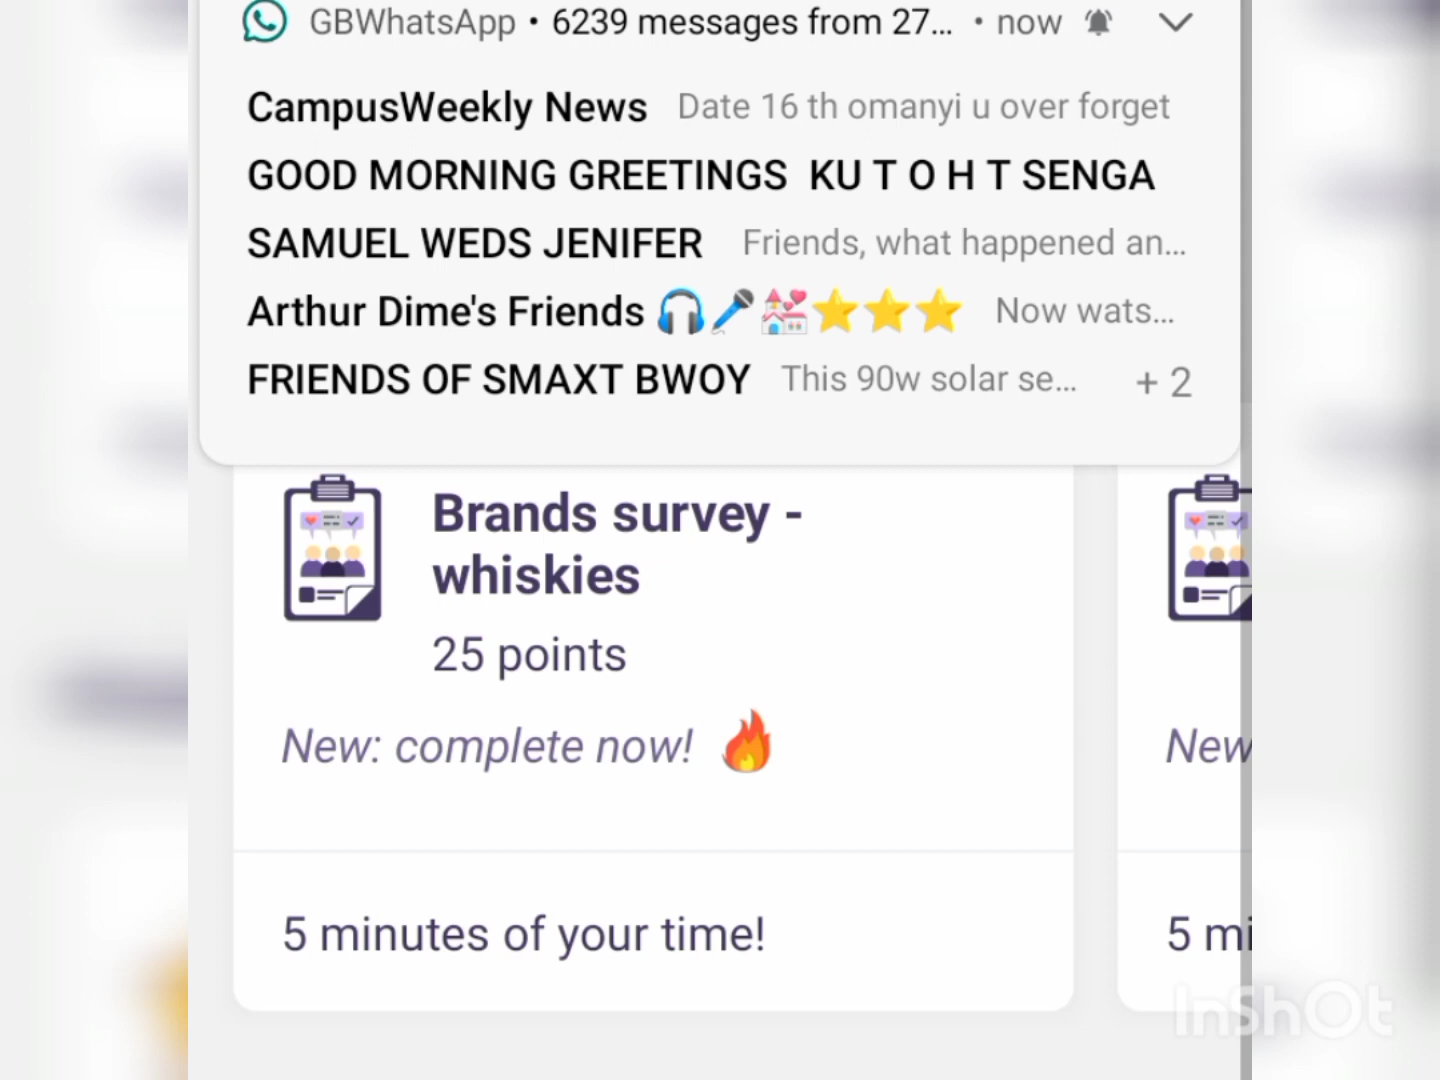 GBWhatsApp • 6239 messages from 27... • now
CampusWeekly News Date 16 th omanyi u over forget
GOOD MORNING GREETINGS KU T O H T SENGA
SAMUEL WEDS JENIFER Friends, what happened an...
Arthur Dime's Friends 🎧🎤💒⭐⭐⭐ Now wats...
FRIENDS OF SMAXT BWOY This 90w solar se... + 2
Brands survey -
whiskies
25 points
New: complete now! 🔥
New
5 minutes of your time!
5 mi
InShOt